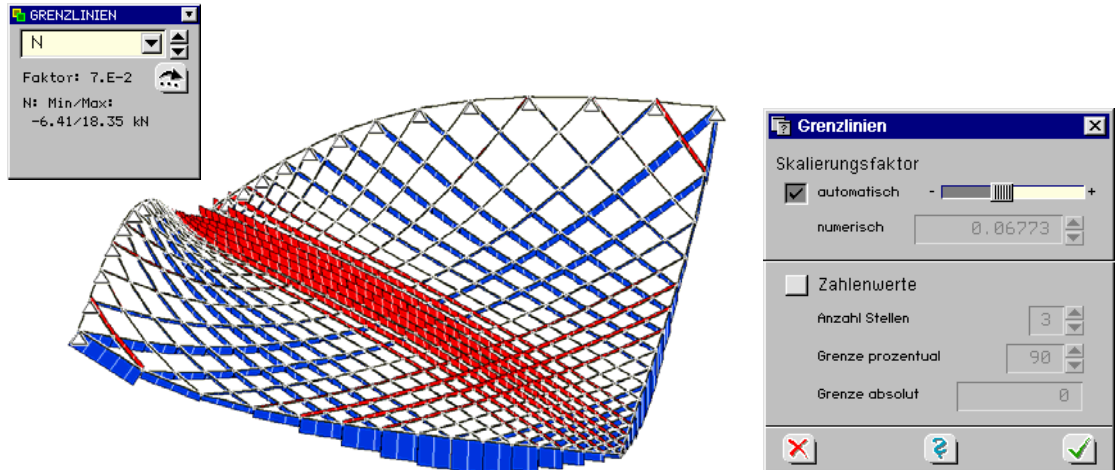 GRENZLINIEN
N
Faktor: 7.E-2
N: Min/Max:
-6.41/18.35 kN
Grenzlinien
Skalierungsfaktor
automatisch - +
numerisch 0.06773
Zahlenwerte
Anzahl Stellen 3
Grenze prozentual 90
Grenze absolut 0